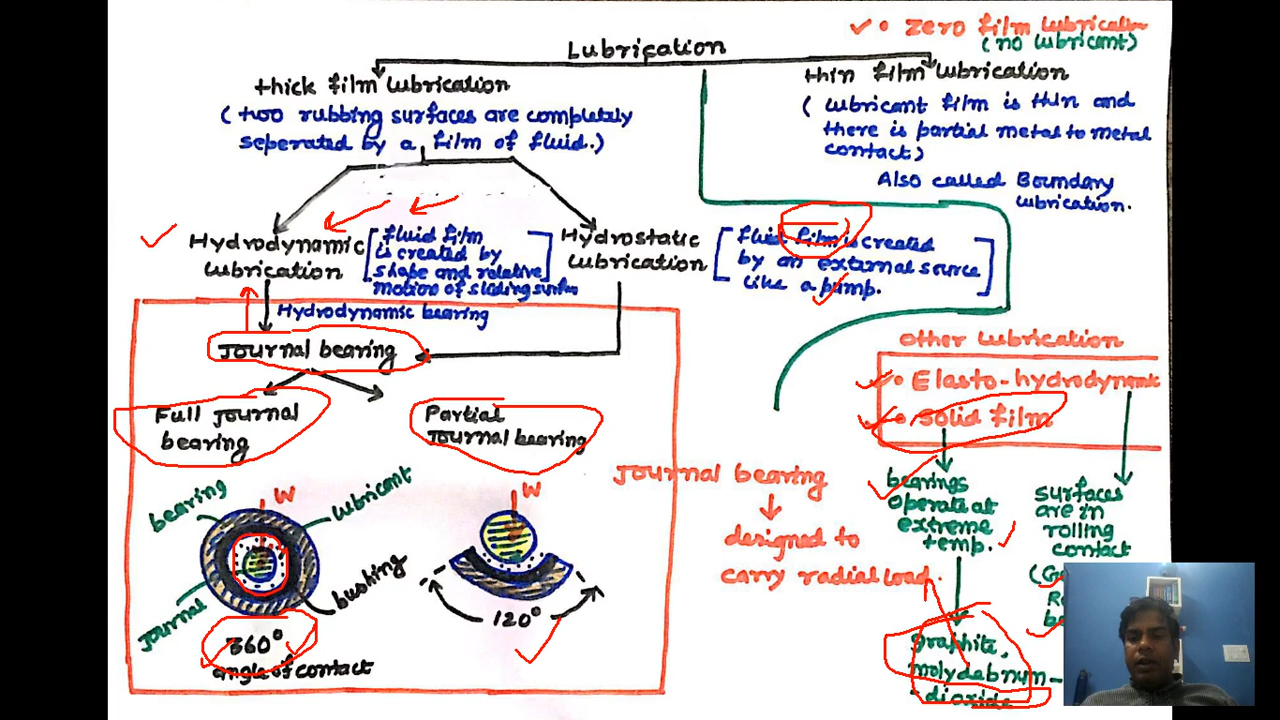 Lubrication
✓ • zero film lubrication
(no lubricant)
thick film lubrication
(two rubbing surfaces are completely
seperated by a film of fluid.)
thin film lubrication
(lubricant film is thin and
there is partial metal to metal
contact)
Also called Boundary
lubrication.
Hydrodynamic
lubrication
[fluid film
is created by
shape and relative
motion of sliding surface]
Hydrostatic
lubrication
[fluid film is created
by an external source
like a pump.]
Hydrodynamic bearing
Journal bearing
Full Journal
bearing
Partial
Journal bearing
bearing
W
lubricant
Journal
bushing
360°
angle of contact
W
120°
Journal bearing
designed to
carry radial load.
Other lubrication
• Elasto-hydrodynamic
• solid film
bearings
operate at
extreme
temp.
graphite,
molydabnum-
dioxide
surfaces
are in
rolling
contact